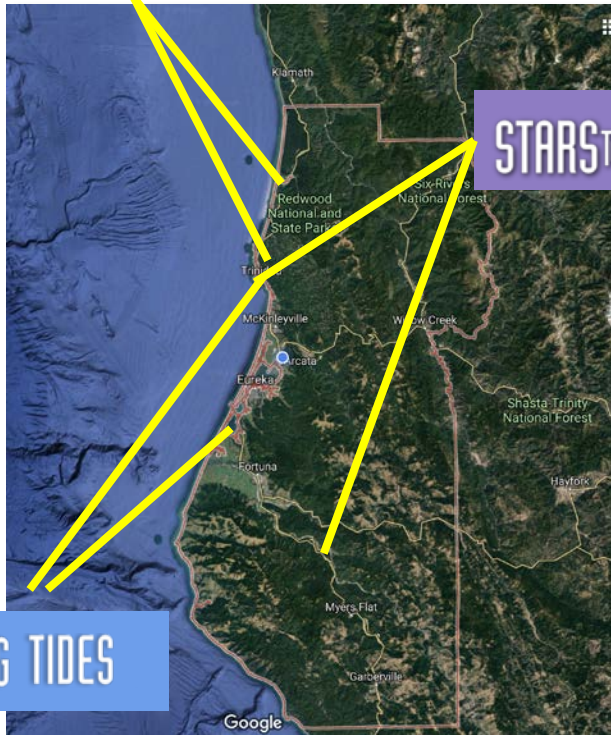 Klamath
STARST
Six Rivers
National Forest
Redwood
National and
State Parks
Trinidad
McKinleyville
Willow Creek
Arcata
Eureka
Shasta-Trinity
National Forest
Fortuna
Hayfork
Myers Flat
G TIDES
Garberville
Google